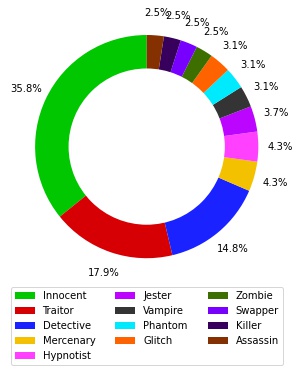 2.5%
2.5%
2.5%
2.5%
3.1%
3.1%
3.1%
3.7%
4.3%
4.3%
14.8%
17.9%
35.8%
Innocent
Traitor
Detective
Mercenary
Hypnotist
Jester
Vampire
Phantom
Glitch
Zombie
Swapper
Killer
Assassin